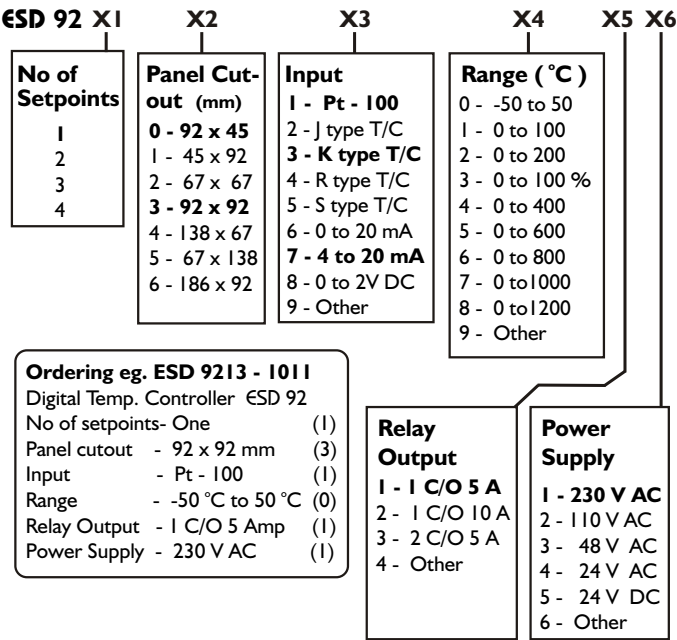 ESD 92 X1 X2 X3 X4 X5 X6
No of
Setpoints
1
2
3
4
Panel Cut-
out (mm)
0 - 92 x 45
1 - 45 x 92
2 - 67 x 67
3 - 92 x 92
4 - 138 x 67
5 - 67 x 138
6 - 186 x 92
Input
1 - Pt - 100
2 - J type T/C
3 - K type T/C
4 - R type T/C
5 - S type T/C
6 - 0 to 20 mA
7 - 4 to 20 mA
8 - 0 to 2V DC
9 - Other
Range ( °C )
0 - -50 to 50
1 - 0 to 100
2 - 0 to 200
3 - 0 to 100 %
4 - 0 to 400
5 - 0 to 600
6 - 0 to 800
7 - 0 to1000
8 - 0 to1200
9 - Other
Ordering eg. ESD 9213 - 1011
Digital Temp. Controller ESD 92
No of setpoints- One (1)
Panel cutout - 92 x 92 mm (3)
Input - Pt - 100 (1)
Range - -50 °C to 50 °C (0)
Relay Output - 1 C/O 5 Amp (1)
Power Supply - 230 V AC (1)
Relay
Output
1 - 1 C/O 5 A
2 - 1 C/O 10 A
3 - 2 C/O 5 A
4 - Other
Power
Supply
1 - 230 V AC
2 - 110 V AC
3 - 48 V AC
4 - 24 V AC
5 - 24 V DC
6 - Other